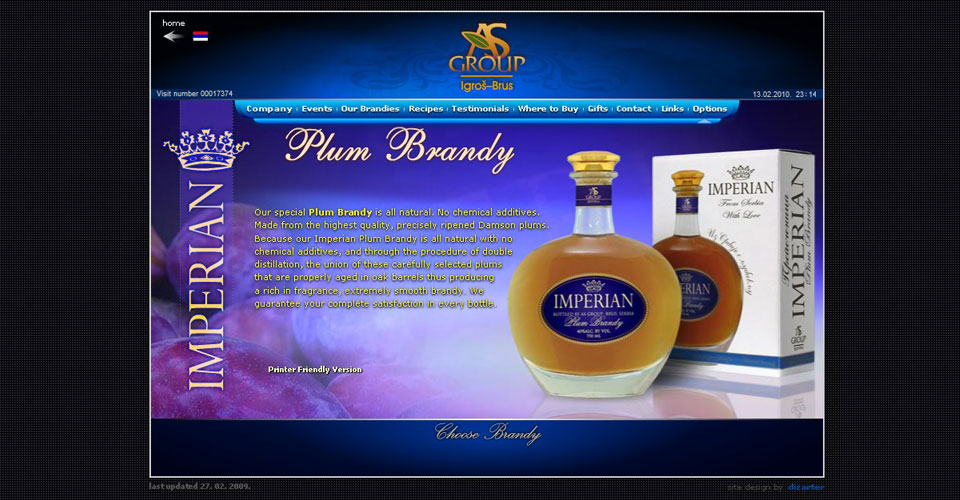 home
AS
GROUP
Igroš-Brus
Visit number 00017374
13.02.2010. 23:14
Company Events Our Brandies Recipes Testimonials Where to Buy Gifts Contact Links Options
Plum Brandy
IMPERIAN
Our special Plum Brandy is all natural. No chemical additives.
Made from the highest quality, precisely ripened Damson plums.
Because our Imperian Plum Brandy is all natural with no
chemical additives, and through the procedure of double
distillation, the union of these carefully selected plums
that are properly aged in oak barrels thus producing
a rich in fragrance, extremely smooth brandy. We
guarantee your complete satisfaction in every bottle.
Printer Friendly Version
AS
GROUP
IMPERIAN
BOTTLED BY AS GROUP - BRUS, SERBIA
Plum Brandy
40%ALC. BY VOL.
700 ML
IMPERIAN
From Serbia
With Love
IMPERIAN
IMPERIAN
Plum Brandy
Choose Brandy
last updated 27. 02. 2009.
site design by dizarter